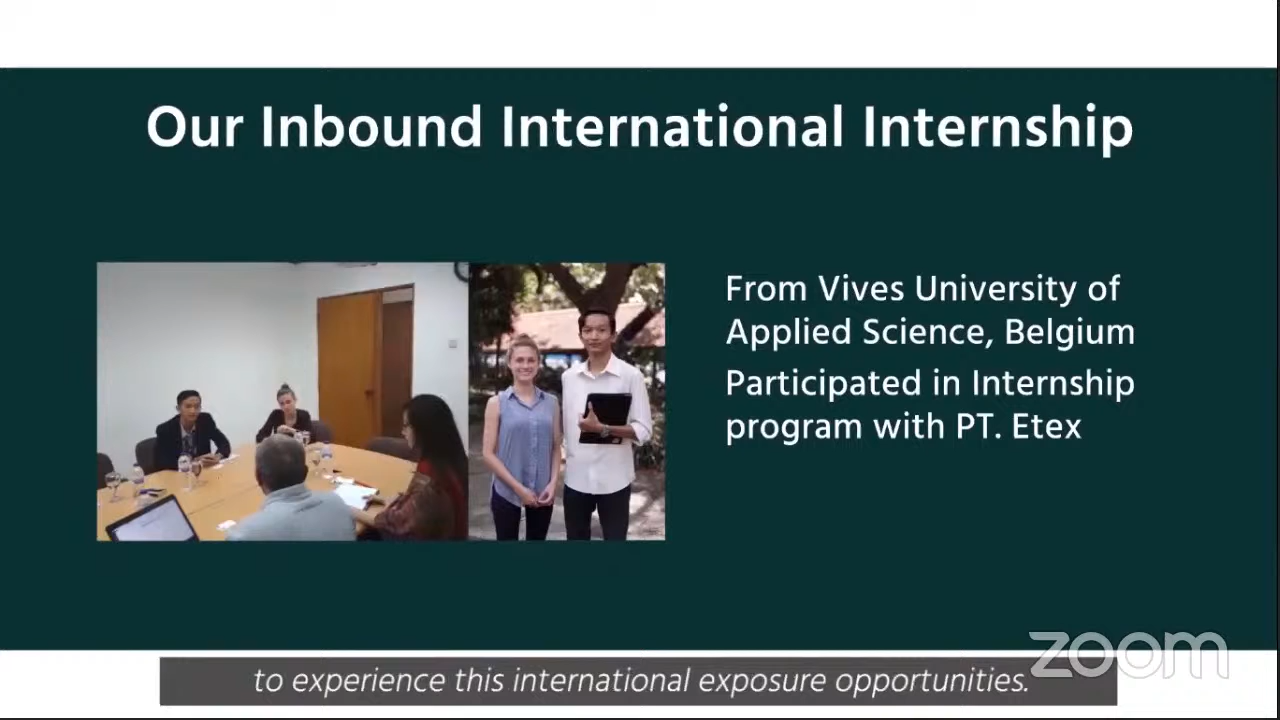 Our Inbound International Internship
From Vives University of
Applied Science, Belgium
Participated in Internship
program with PT. Etex
zoom
to experience this international exposure opportunities.